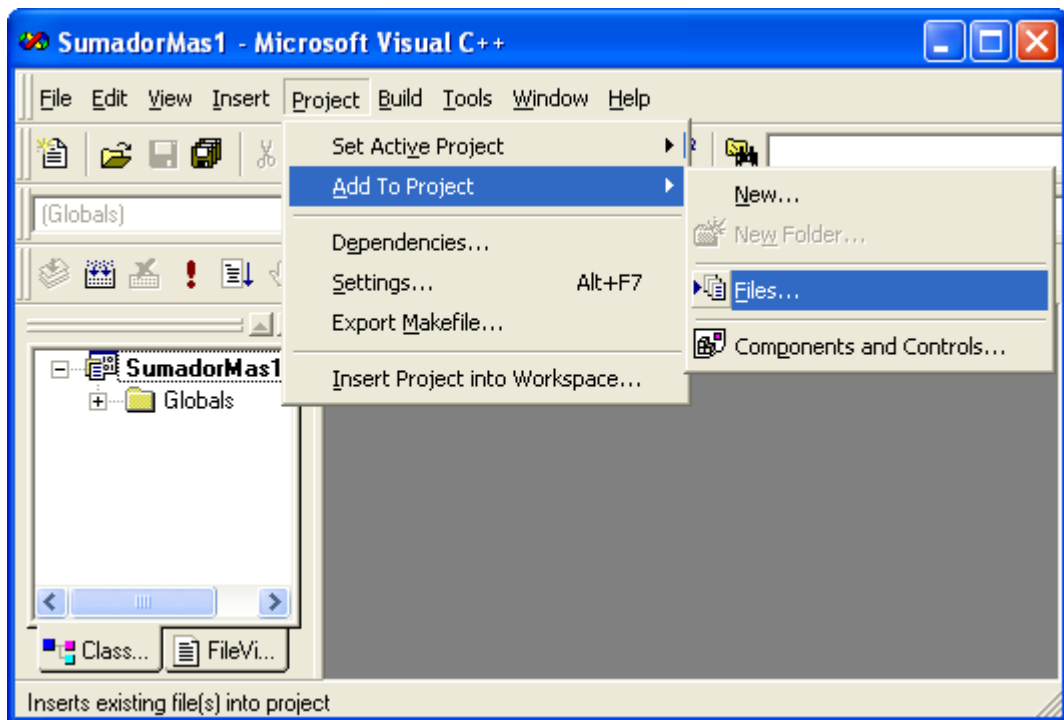 SumadorMas1 - Microsoft Visual C++
File Edit View Insert Project Build Tools Window Help
Set Active Project
Add To Project
New...
(Globals)
New Folder...
Dependencies...
Settings... Alt+F7
Files...
Export Makefile...
Components and Controls...
SumadorMas1
Insert Project into Workspace...
Globals
Class... FileVi...
Inserts existing file(s) into project